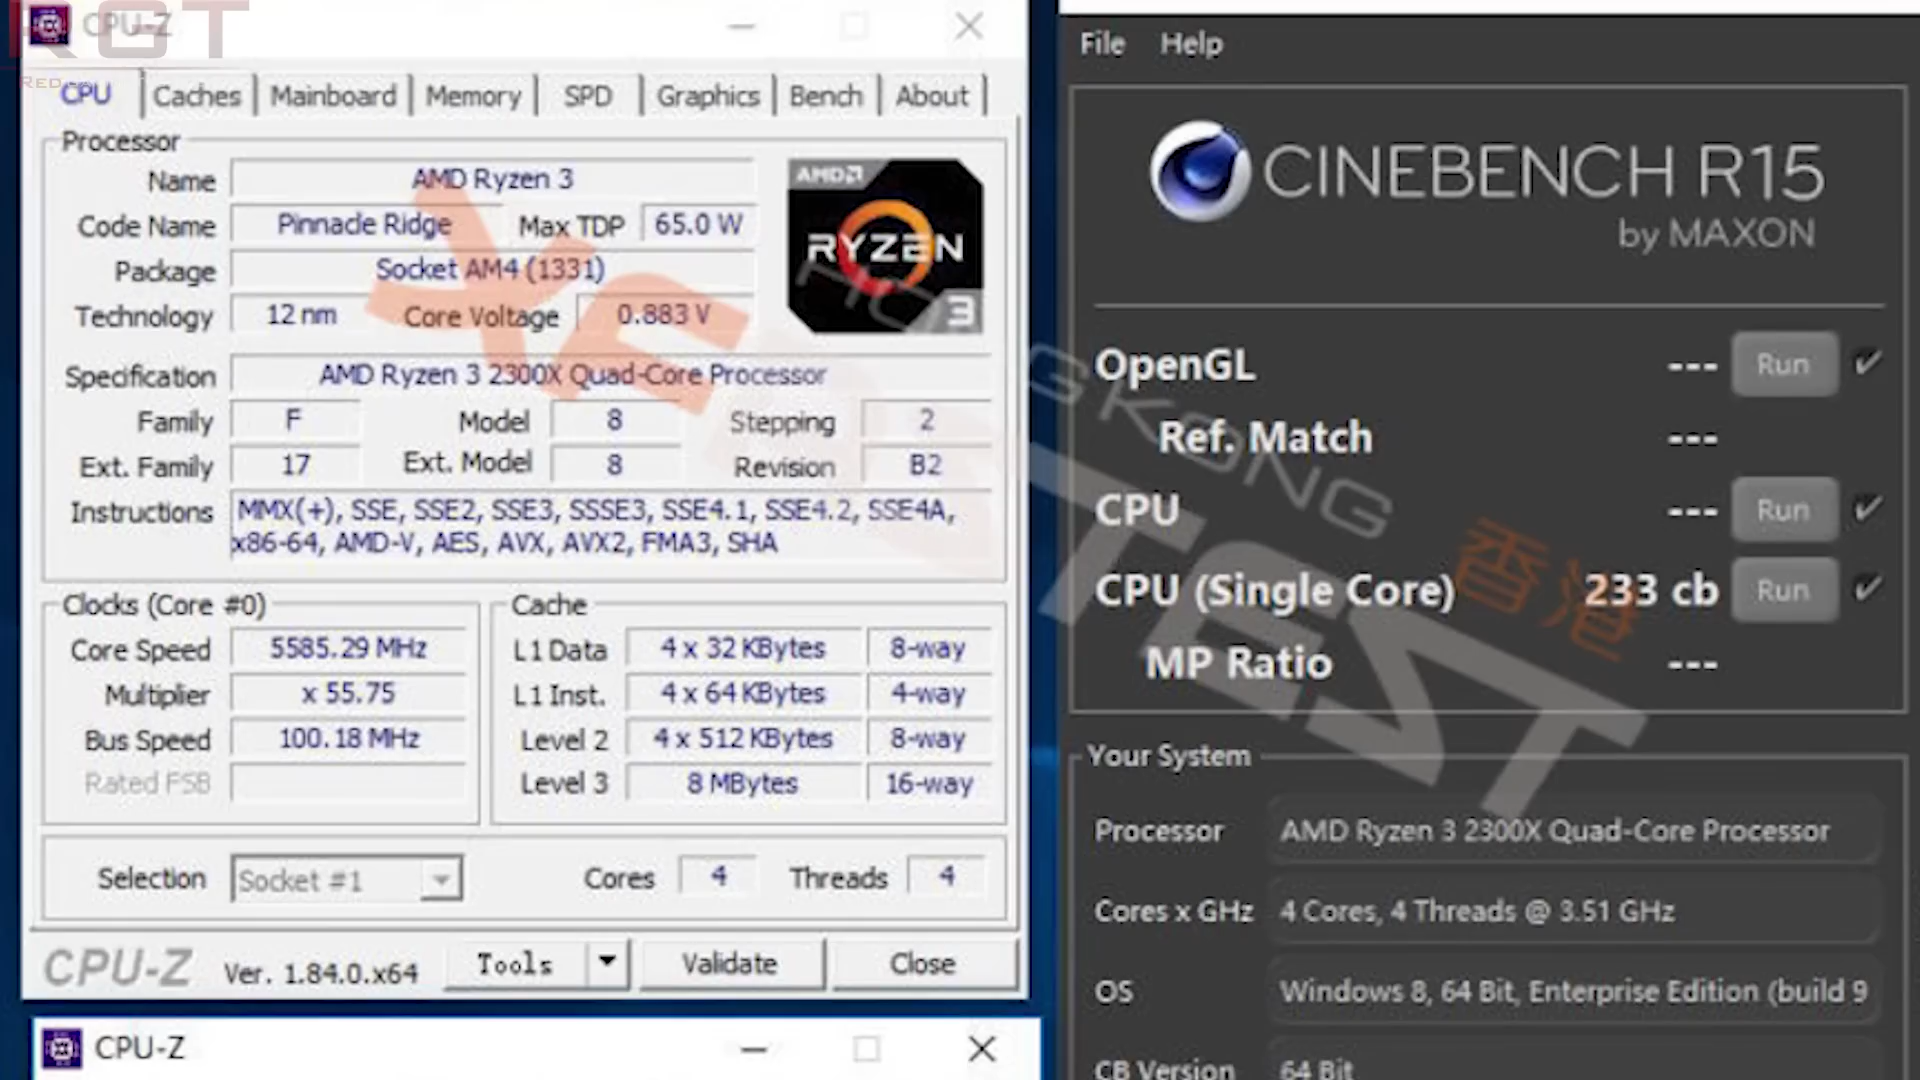 RGT
CPU-Z
CPU Caches Mainboard Memory SPD Graphics Bench About
Processor
Name AMD Ryzen 3
Code Name Pinnacle Ridge Max TDP 65.0 W
Package Socket AM4 (1331)
Technology 12 nm Core Voltage 0.883 V
AMD RYZEN 3
Specification AMD Ryzen 3 2300X Quad-Core Processor
Family F Model 8 Stepping 2
Ext. Family 17 Ext. Model 8 Revision B2
Instructions MMX(+), SSE, SSE2, SSE3, SSSE3, SSE4.1, SSE4.2, SSE4A,
x86-64, AMD-V, AES, AVX, AVX2, FMA3, SHA
Clocks (Core #0)
Core Speed 5585.29 MHz
Multiplier x 55.75
Bus Speed 100.18 MHz
Rated FSB
Cache
L1 Data 4 x 32 KBytes 8-way
L1 Inst. 4 x 64 KBytes 4-way
Level 2 4 x 512 KBytes 8-way
Level 3 8 MBytes 16-way
Selection Socket #1 Cores 4 Threads 4
CPU-Z Ver. 1.84.0.x64 Tools Validate Close
CPU-Z
File Help
CINEBENCH R15
by MAXON
OpenGL --- Run
Ref. Match ---
CPU --- Run
CPU (Single Core) 233 cb Run
MP Ratio ---
Your System
Processor AMD Ryzen 3 2300X Quad-Core Processor
Cores x GHz 4 Cores, 4 Threads @ 3.51 GHz
OS Windows 8, 64 Bit, Enterprise Edition (build 9
CB Version 64 Bit
HONGKONG
TEST
香港